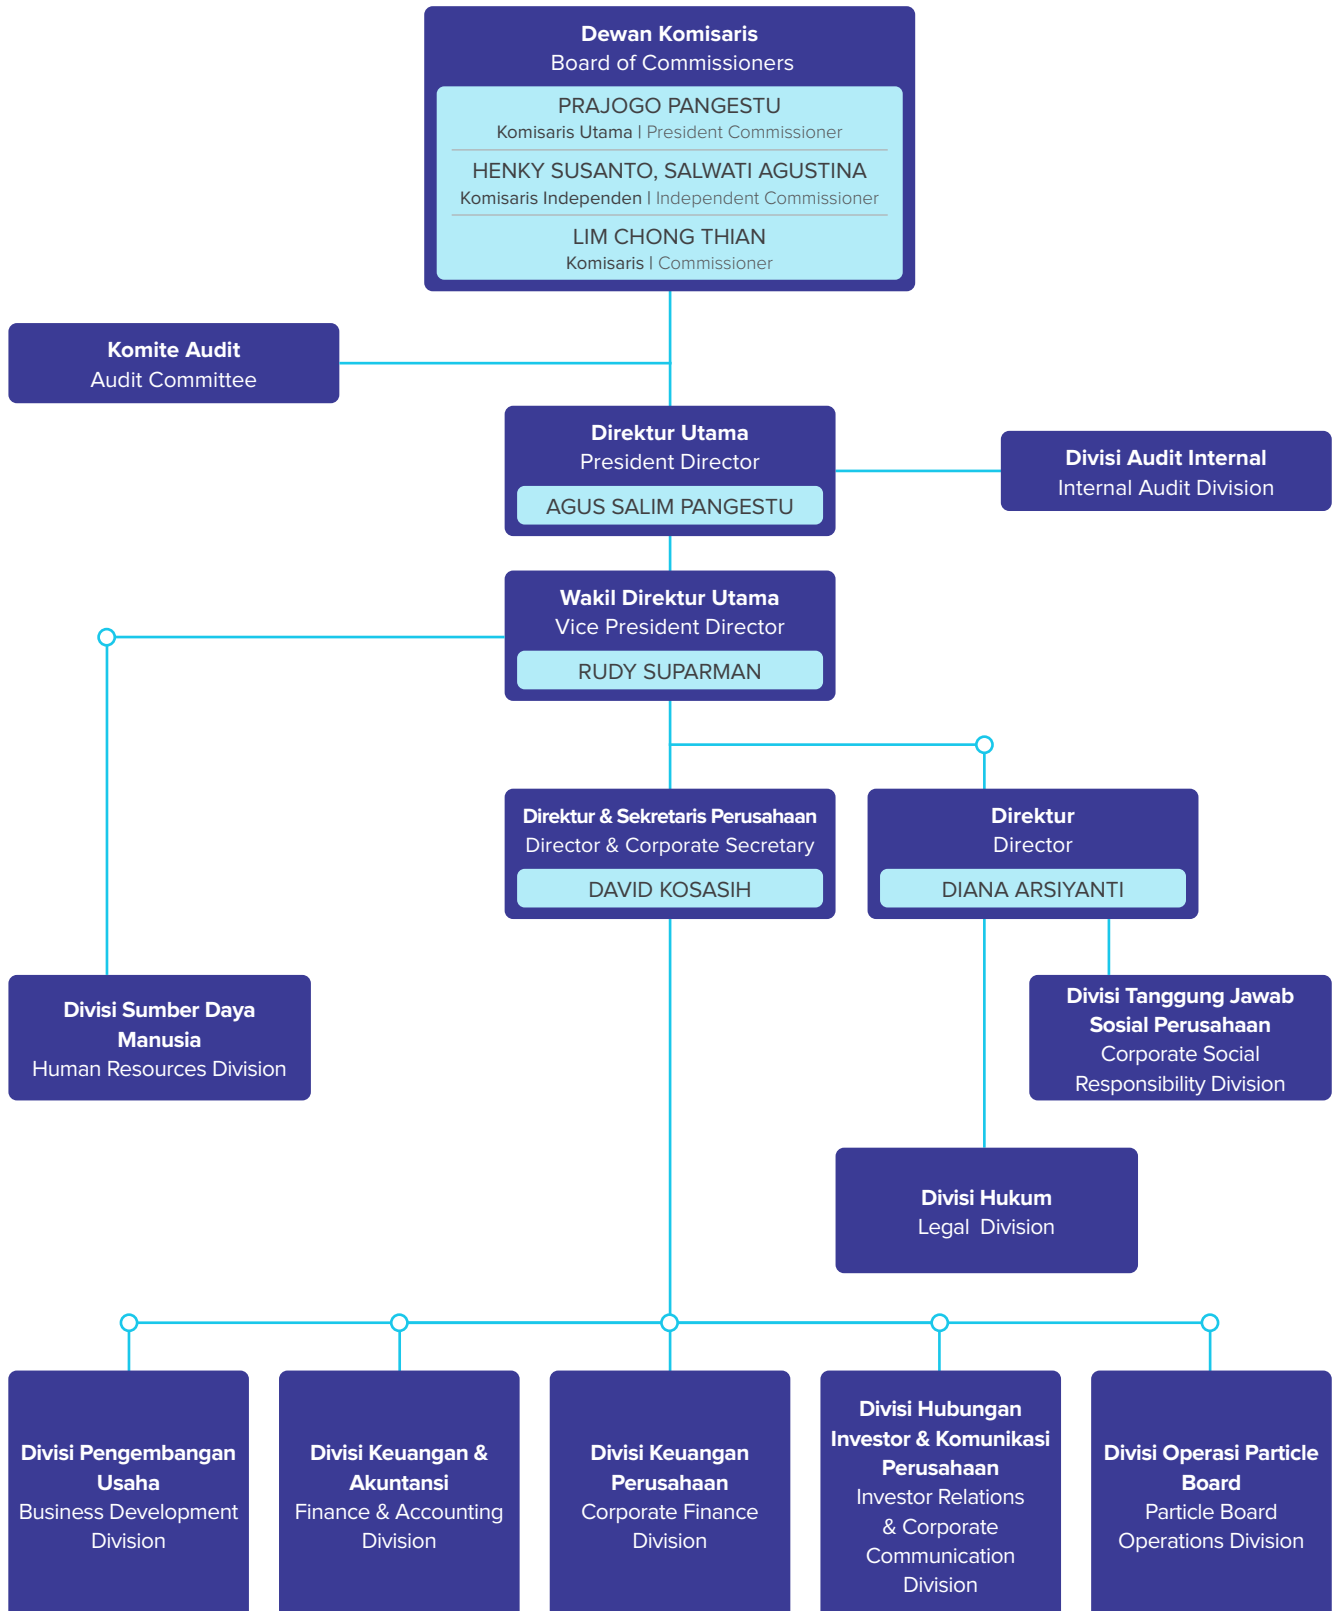 Dewan Komisaris
Board of Commissioners
PRAJOGO PANGESTU
Komisaris Utama | President Commissioner
HENKY SUSANTO, SALWATI AGUSTINA
Komisaris Independen | Independent Commissioner
LIM CHONG THIAN
Komisaris | Commissioner
Komite Audit
Audit Committee
Direktur Utama
President Director
AGUS SALIM PANGESTU
Divisi Audit Internal
Internal Audit Division
Wakil Direktur Utama
Vice President Director
RUDY SUPARMAN
Direktur & Sekretaris Perusahaan
Director & Corporate Secretary
DAVID KOSASIH
Direktur
Director
DIANA ARSIYANTI
Divisi Sumber Daya
Manusia
Human Resources Division
Divisi Tanggung Jawab
Sosial Perusahaan
Corporate Social
Responsibility Division
Divisi Hukum
Legal Division
Divisi Pengembangan
Usaha
Business Development
Division
Divisi Keuangan &
Akuntansi
Finance & Accounting
Division
Divisi Keuangan
Perusahaan
Corporate Finance
Division
Divisi Hubungan
Investor & Komunikasi
Perusahaan
Investor Relations
& Corporate
Communication
Division
Divisi Operasi Particle
Board
Particle Board
Operations Division